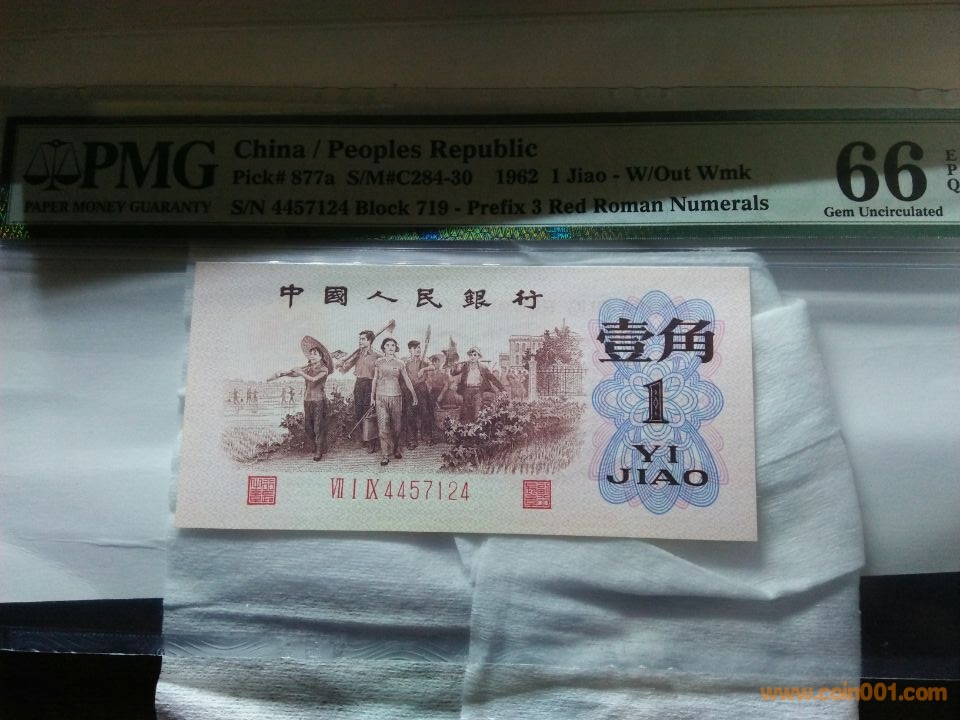 PMG
PAPER MONEY GUARANTY
China / Peoples Republic
Pick# 877a S/M#C284-30 1962 1 Jiao - W/Out Wmk
S/N 4457124 Block 719 - Prefix 3 Red Roman Numerals
66
EPQ
Gem Uncirculated
中國人民銀行
壹角
1
YI
JIAO
Ⅶ Ⅰ Ⅸ 4457124
www.coin001.com